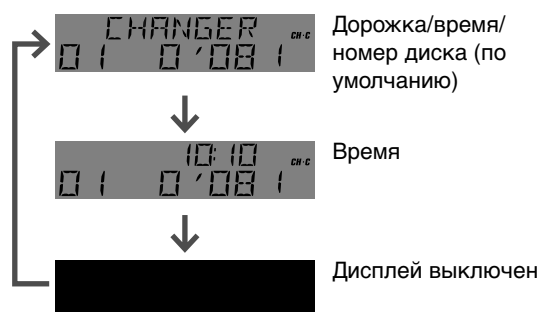 CHANGER
CH·C
01 0'08 1
Дорожка/время/
номер диска (по
умолчанию)
10:10
CH·C
01 0'08 1
Время
Дисплей выключен